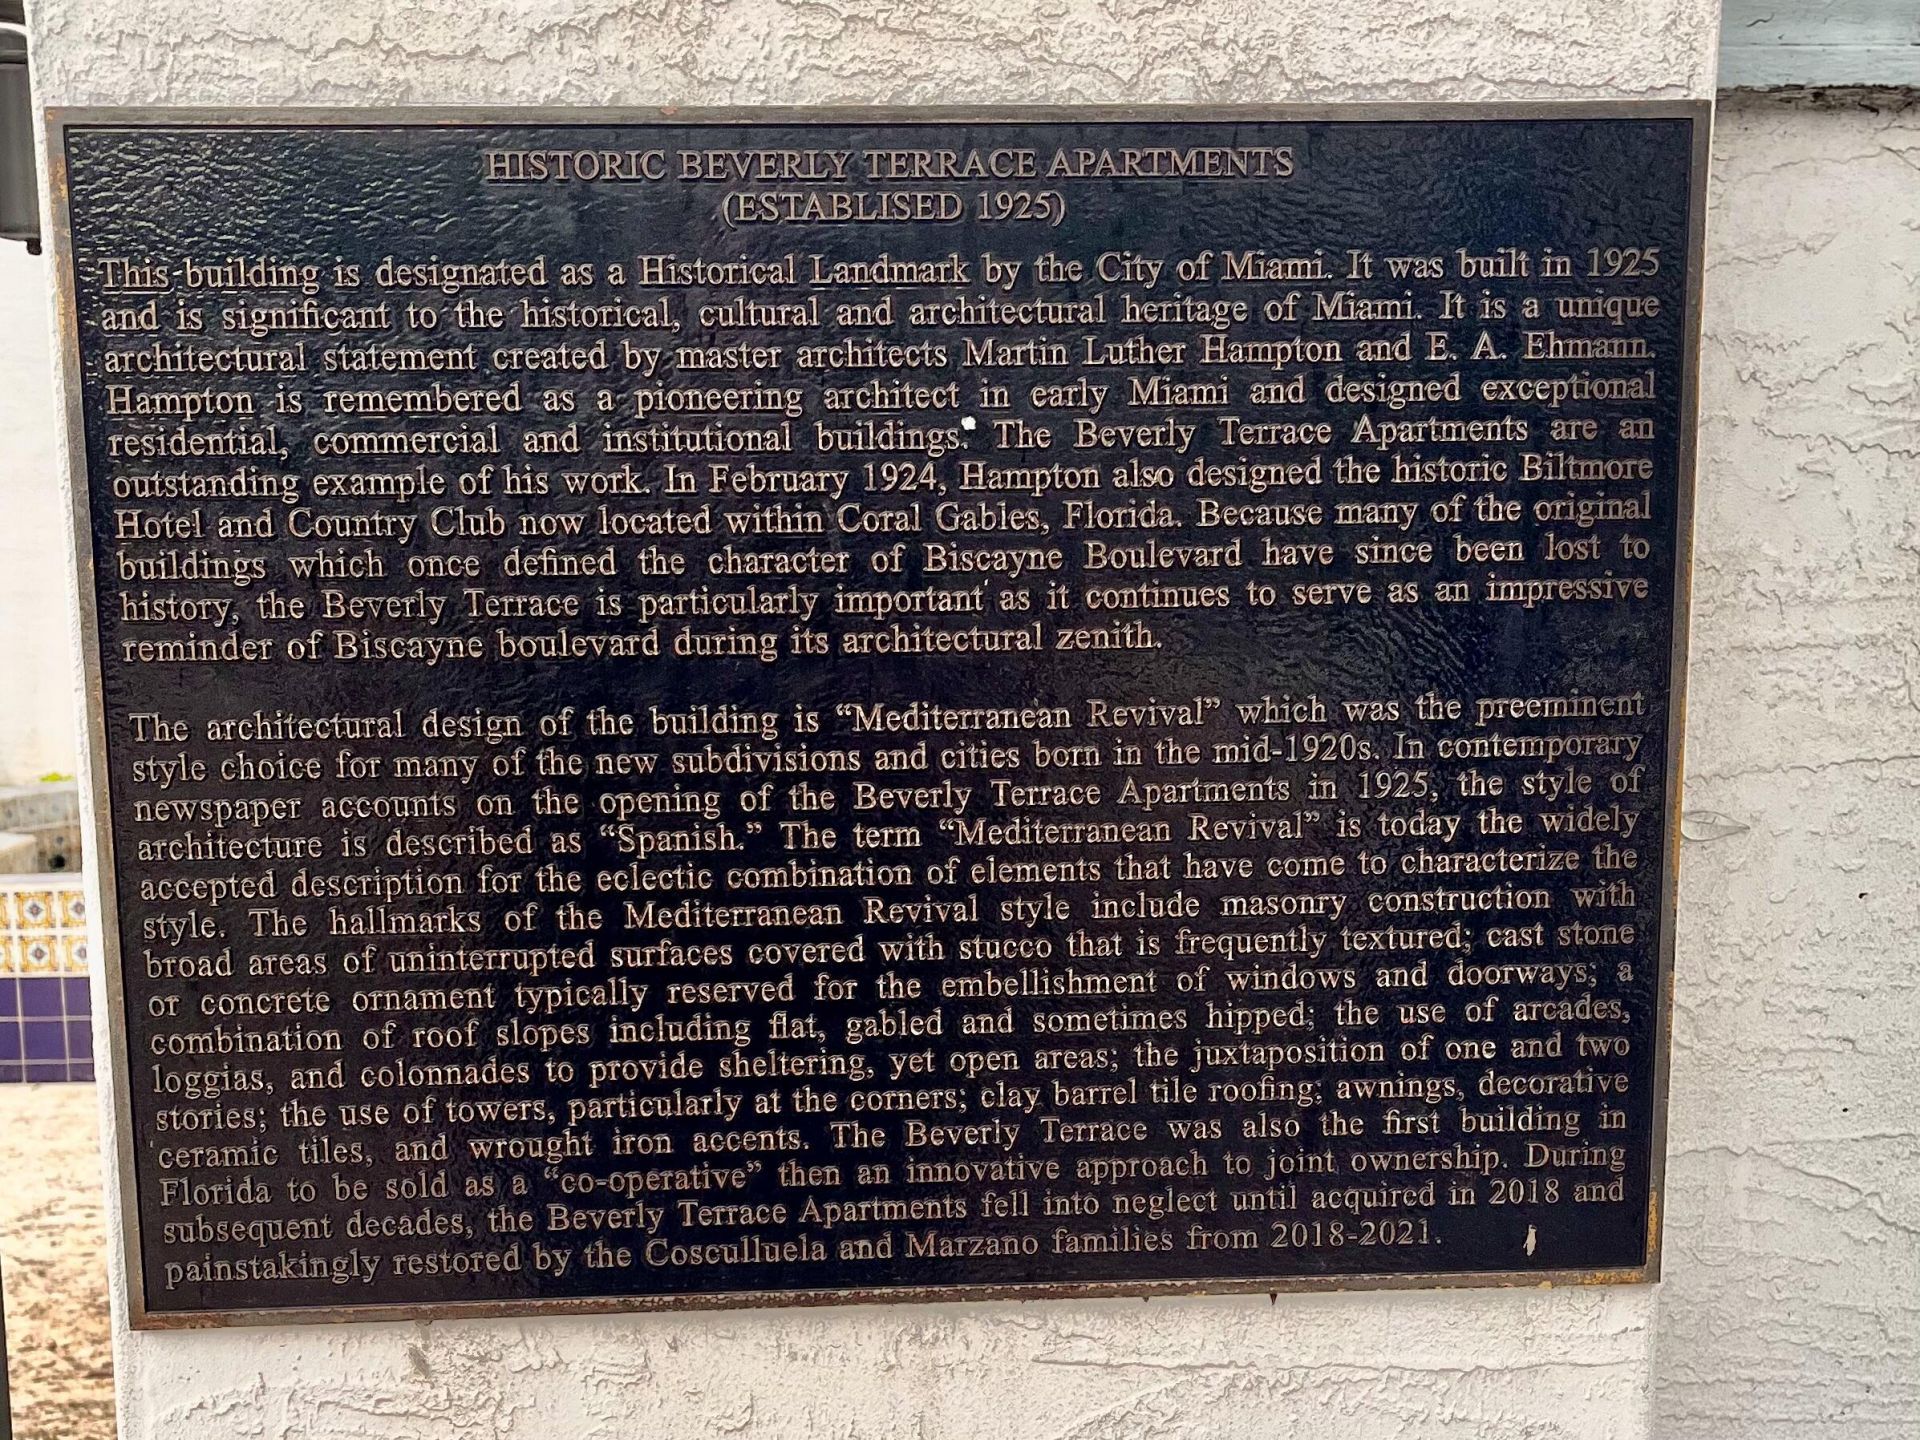 HISTORIC BEVERLY TERRACE APARTMENTS
(ESTABLISED 1925)
This building is designated as a Historical Landmark by the City of Miami. It was built in 1925
and is significant to the historical, cultural and architectural heritage of Miami. It is a unique
architectural statement created by master architects Martin Luther Hampton and E. A. Ehmann.
Hampton is remembered as a pioneering architect in early Miami and designed exceptional
residential, commercial and institutional buildings. The Beverly Terrace Apartments are an
outstanding example of his work. In February 1924, Hampton also designed the historic Biltmore
Hotel and Country Club now located within Coral Gables, Florida. Because many of the original
buildings which once defined the character of Biscayne Boulevard have since been lost to
history, the Beverly Terrace is particularly important as it continues to serve as an impressive
reminder of Biscayne boulevard during its architectural zenith.
The architectural design of the building is “Mediterranean Revival” which was the preeminent
style choice for many of the new subdivisions and cities born in the mid-1920s. In contemporary
newspaper accounts on the opening of the Beverly Terrace Apartments in 1925, the style of
architecture is described as “Spanish.” The term “Mediterranean Revival” is today the widely
accepted description for the eclectic combination of elements that have come to characterize the
style. The hallmarks of the Mediterranean Revival style include masonry construction with
broad areas of uninterrupted surfaces covered with stucco that is frequently textured; cast stone
or concrete ornament typically reserved for the embellishment of windows and doorways; a
combination of roof slopes including flat, gabled and sometimes hipped; the use of arcades,
loggias, and colonnades to provide sheltering, yet open areas; the juxtaposition of one and two
stories; the use of towers, particularly at the corners; clay barrel tile roofing; awnings, decorative
ceramic tiles, and wrought iron accents. The Beverly Terrace was also the first building in
Florida to be sold as a “co-operative” then an innovative approach to joint ownership. During
subsequent decades, the Beverly Terrace Apartments fell into neglect until acquired in 2018 and
painstakingly restored by the Cosculluela and Marzano families from 2018-2021.